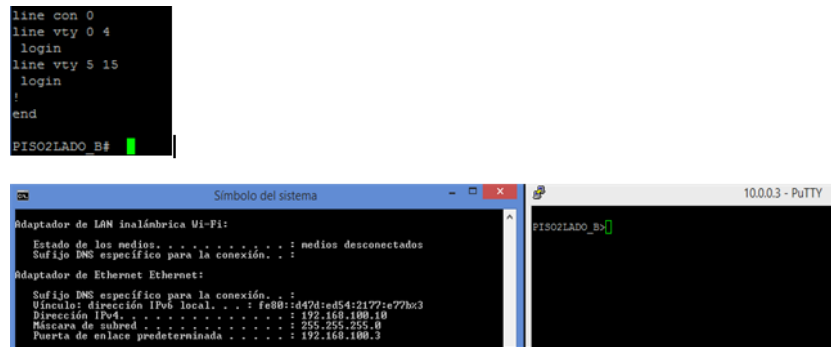 line con 0
line vty 0 4
login
line vty 5 15
login
!
end
PISO2LADO_B#
Símbolo del sistema
Adaptador de LAN inalámbrica Wi-Fi:
Estado de los medios. . . . . . . . . . . : medios desconectados
Sufijo DNS específico para la conexión. . :
Adaptador de Ethernet Ethernet:
Sufijo DNS específico para la conexión. . :
Vínculo: dirección IPv6 local. . . : fe80::d47d:ed54:2177:e77b%3
Dirección IPv4. . . . . . . . . . . . . . : 192.168.100.10
Máscara de subred . . . . . . . . . . . . : 255.255.255.0
Puerta de enlace predeterminada . . . . . : 192.168.100.3
10.0.0.3 - PuTTY
PISO2LADO_B>